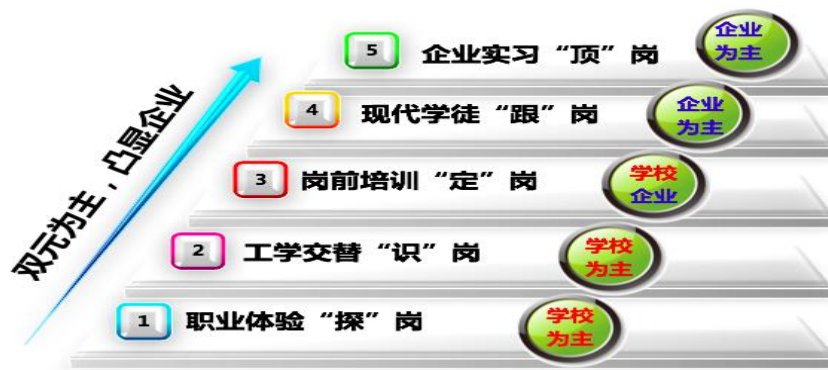 双元为主，凸显企业
5 企业实习“顶”岗
企业
为主
4 现代学徒“跟”岗
企业
为主
3 岗前培训“定”岗
学校
企业
2 工学交替“识”岗
学校
为主
1 职业体验“探”岗
学校
为主